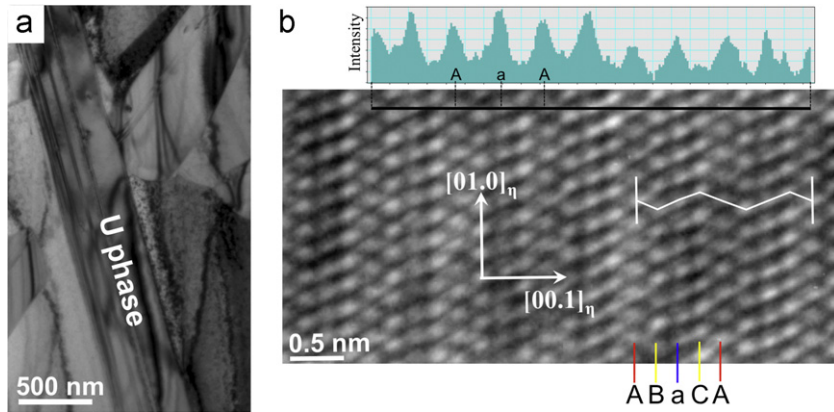 a
U phase
500 nm
b
Intensity
A a A
[01.0]η
[00.1]η
0.5 nm
A B a C A